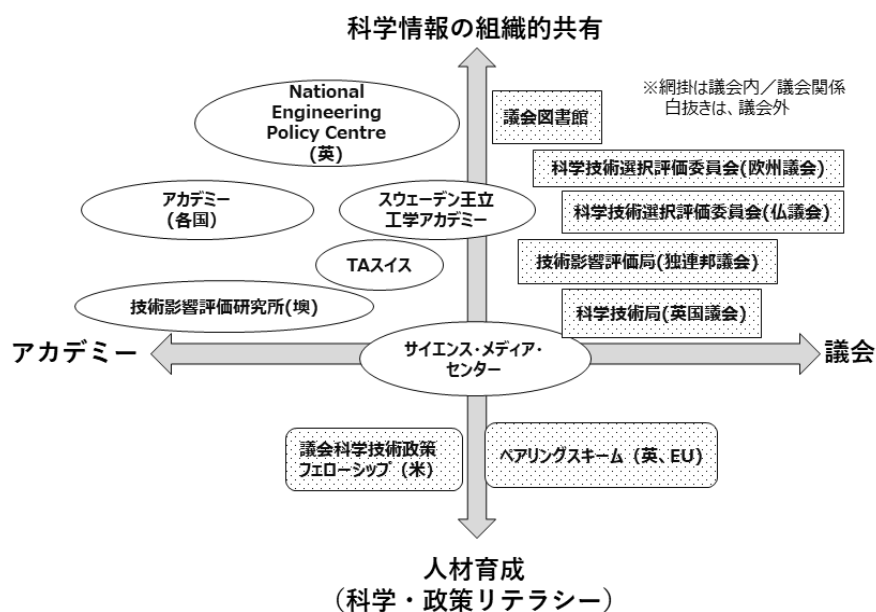 科学情報の組織的共有
National
Engineering
Policy Centre
(英)
議会図書館
※網掛は議会内／議会関係
白抜きは、議会外
科学技術選択評価委員会(欧州議会)
アカデミー
(各国)
スウェーデン王立
工学アカデミー
科学技術選択評価委員会(仏議会)
TAスイス
技術影響評価局(独連邦議会)
技術影響評価研究所(墺)
科学技術局(英国議会)
アカデミー
サイエンス・メディア・
センター
議会
議会科学技術政策
フェローシップ（米）
ペアリングスキーム（英、EU）
人材育成
（科学・政策リテラシー）